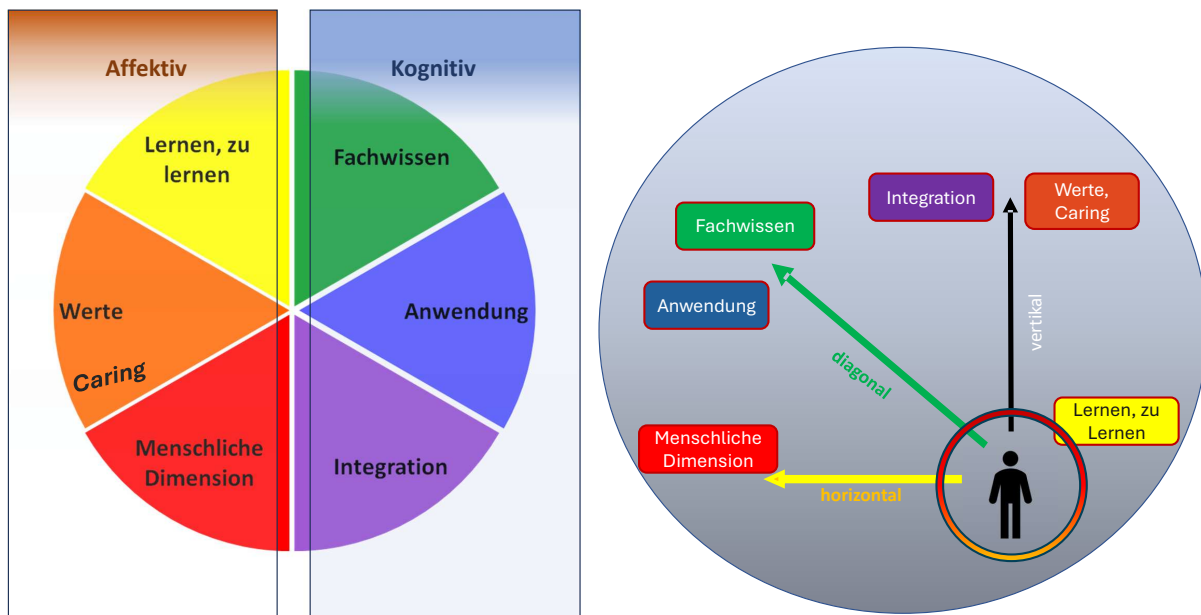 Affektiv
Kognitiv
Lernen, zu
lernen
Fachwissen
Werte
Anwendung
Caring
Menschliche
Dimension
Integration
Integration
Werte,
Caring
Fachwissen
Anwendung
vertikal
diagonal
Lernen, zu
Lernen
Menschliche
Dimension
horizontal